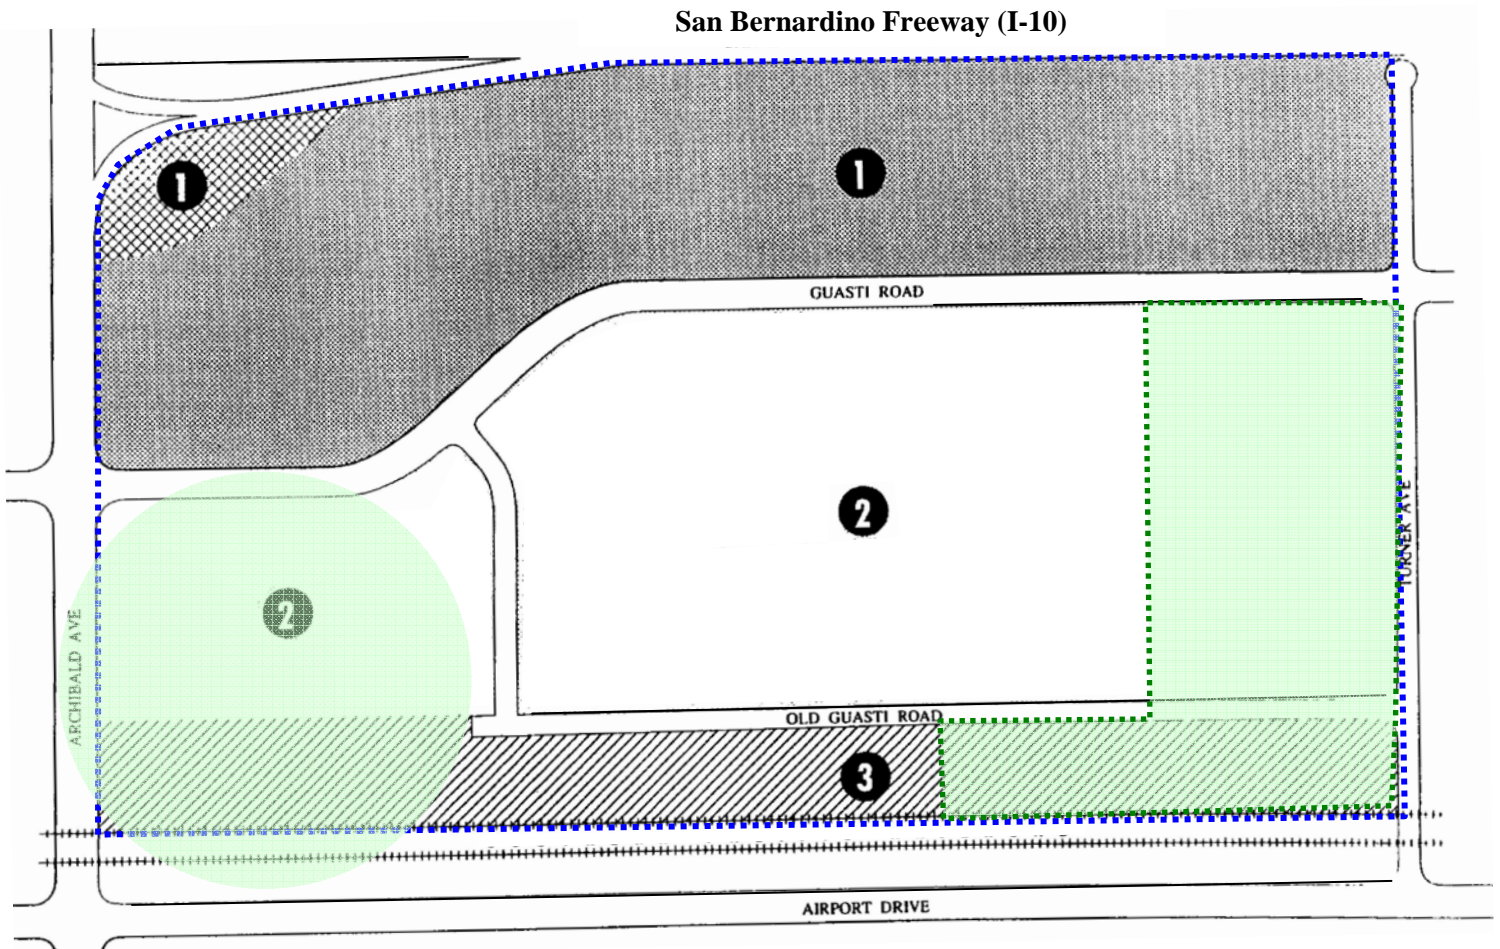 San Bernardino Freeway (I-10)
1
1
GUASTI ROAD
2
TURNER AVE
2
ARCHIBALD AVE
OLD GUASTI ROAD
3
AIRPORT DRIVE